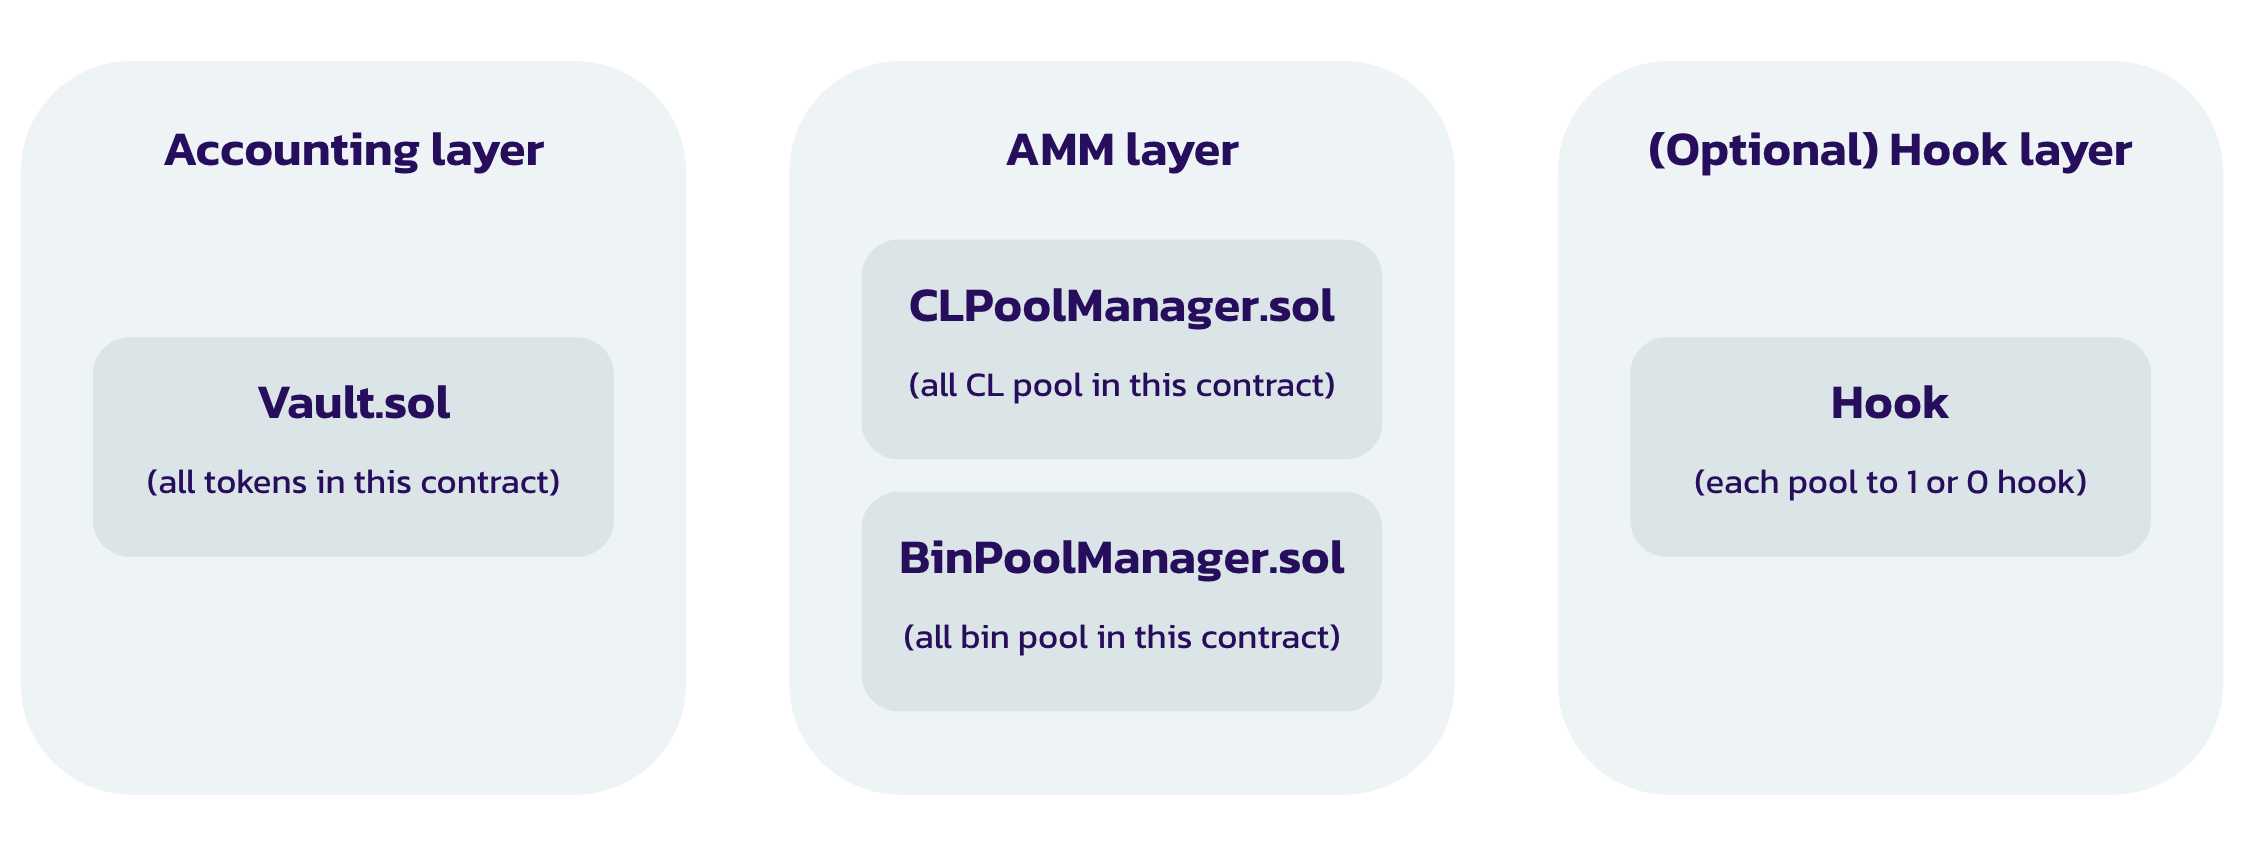 Accounting layer
Vault.sol
(all tokens in this contract)
AMM layer
CLPoolManager.sol
(all CL pool in this contract)
BinPoolManager.sol
(all bin pool in this contract)
(Optional) Hook layer
Hook
(each pool to 1 or 0 hook)